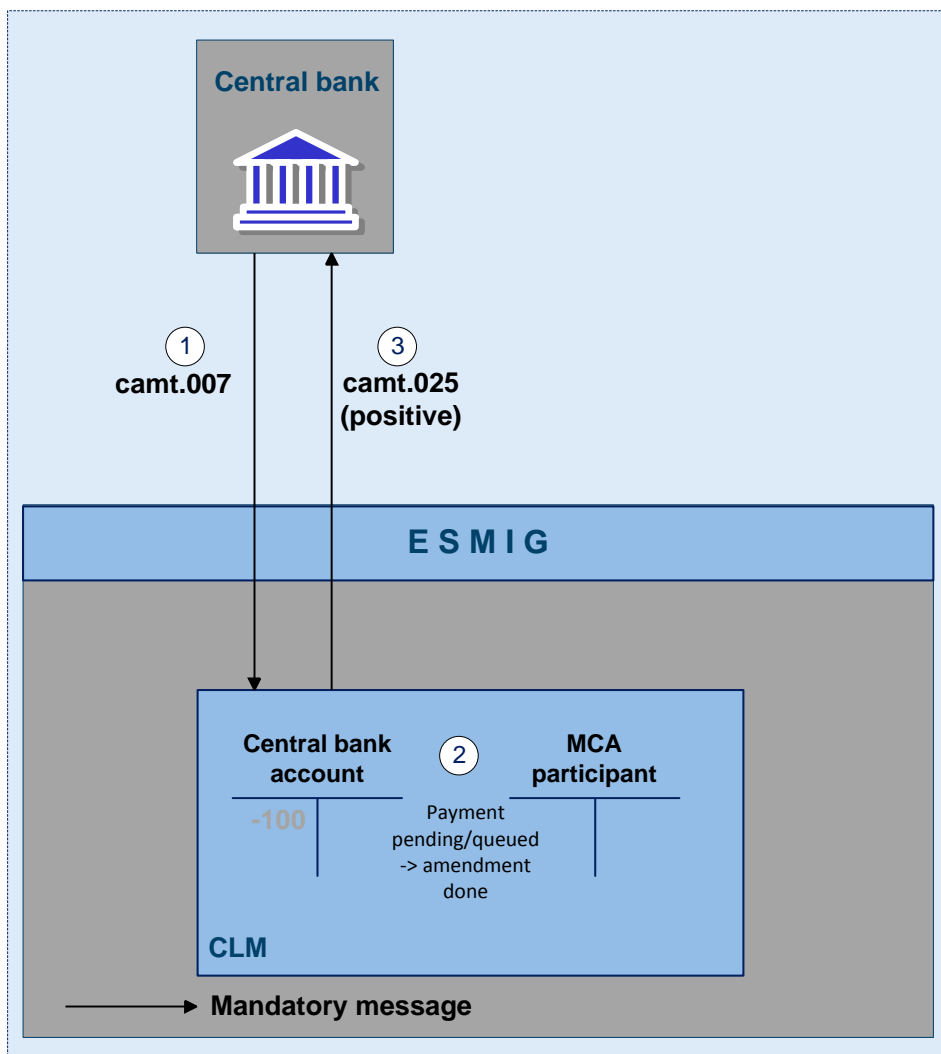 Central bank
1
3
camt.007
camt.025
(positive)
E S M I G
Central bank
account
2
MCA
participant
-100
Payment
pending/queued
-> amendment
done
CLM
Mandatory message